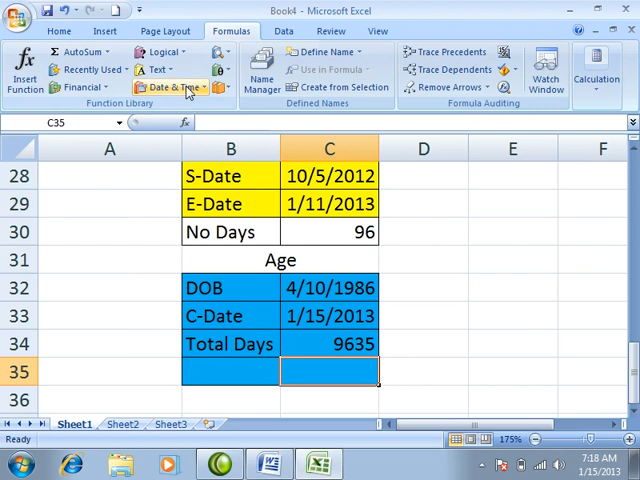 Book4 - Microsoft Excel
Home Insert Page Layout Formulas Data Review View
fx Insert Function
Σ AutoSum
Recently Used
Financial
Logical
Text
Date & Time
Function Library
Name Manager
Define Name
Use in Formula
Create from Selection
Defined Names
Trace Precedents
Trace Dependents
Remove Arrows
Watch Window
Formula Auditing
Calculation
C35 fx
A B C D E F
28 S-Date 10/5/2012
29 E-Date 1/11/2013
30 No Days 96
31 Age
32 DOB 4/10/1986
33 C-Date 1/15/2013
34 Total Days 9635
35
36
Sheet1 Sheet2 Sheet3
Ready 175%
7:18 AM
1/15/2013